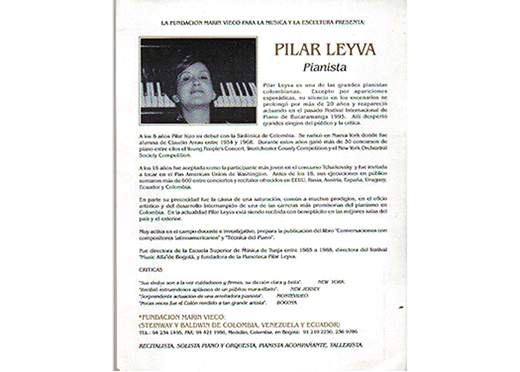 LA FUNDACION MARIN VIECO PARA LA MUSICA Y LA ESCULTURA PRESENTA:
PILAR LEYVA
Pianista
Pilar Leyva es una de las grandes pianistas
colombianas. Excepto por apariciones
esporádicas, su silencio en los escenarios se
prolongó por más de 20 años y reapareció
actuando en el pasado Festival Internacional de
Piano de Bucaramanga 1995. Allí despertó
grandes elogios del público y la crítica.
A los 8 años Pilar hizo su debut con la Sinfónica de Colombia. Se radicó en Nueva York donde fue
alumna de Claudio Arrau entre 1954 y 1968. Durante estos años ganó más de 30 concursos de
piano entre ellos el Young People's Concert, Westchester County Competition y el New York Orchestral
Society Competition.
A los 16 años fue aceptada como la participante más joven en el concurso Tchaikovsky y fue invitada
a tocar en el Pan American Union de Washington. Antes de los 18, sus ejecuciones en público
sumaron más de 600 entre conciertos y recitales ofrecidos en EEUU, Rusia, Austria, España, Uruguay,
Ecuador y Colombia.
En parte su precocidad fue la causa de una saturación, común a muchos prodigios, en el oficio
artístico y del desarrollo interrumpido de una de las carreras más promisorias del pianismo en
Colombia. En la actualidad Pilar Leyva está siendo recibida con beneplácito en las mejores salas del
país y el exterior.
Muy activa en el campo docente e investigativo, prepara la publicación del libro "Conversaciones con
compositores latinoamericanos" y "Técnica del Piano".
Fue directora de la Escuela Superior de Música de Tunja entre 1965 a 1968, directora del festival
"Music Alfa" de Bogotá, y fundadora de la Pianoteca Pilar Leyva.
CRITICAS
"Sus dedos son a la vez cuidadosos y firmes, su dicción clara y bella". NEW YORK.
"Recibió estruendosos aplausos de un público maravillado". NEW JERSEY.
"Sorprendente actuación de una arrolladora pianista". MONTEVIDEO.
"Pocas veces fue el Colón rendido a tan grande artista". BOGOTA.
*FUNDACION MARIN VIECO:
(STEINWAY Y BALDWIN DE COLOMBIA, VENEZUELA Y ECUADOR)
TEL.: 94 234 1456, FAX: 94 421 1956, Medellín, Colombia, en Bogotá: 91 210 2250, 256 9786
RECITALISTA, SOLISTA PIANO Y ORQUESTA, PIANISTA ACOMPAÑANTE, TALLERISTA.